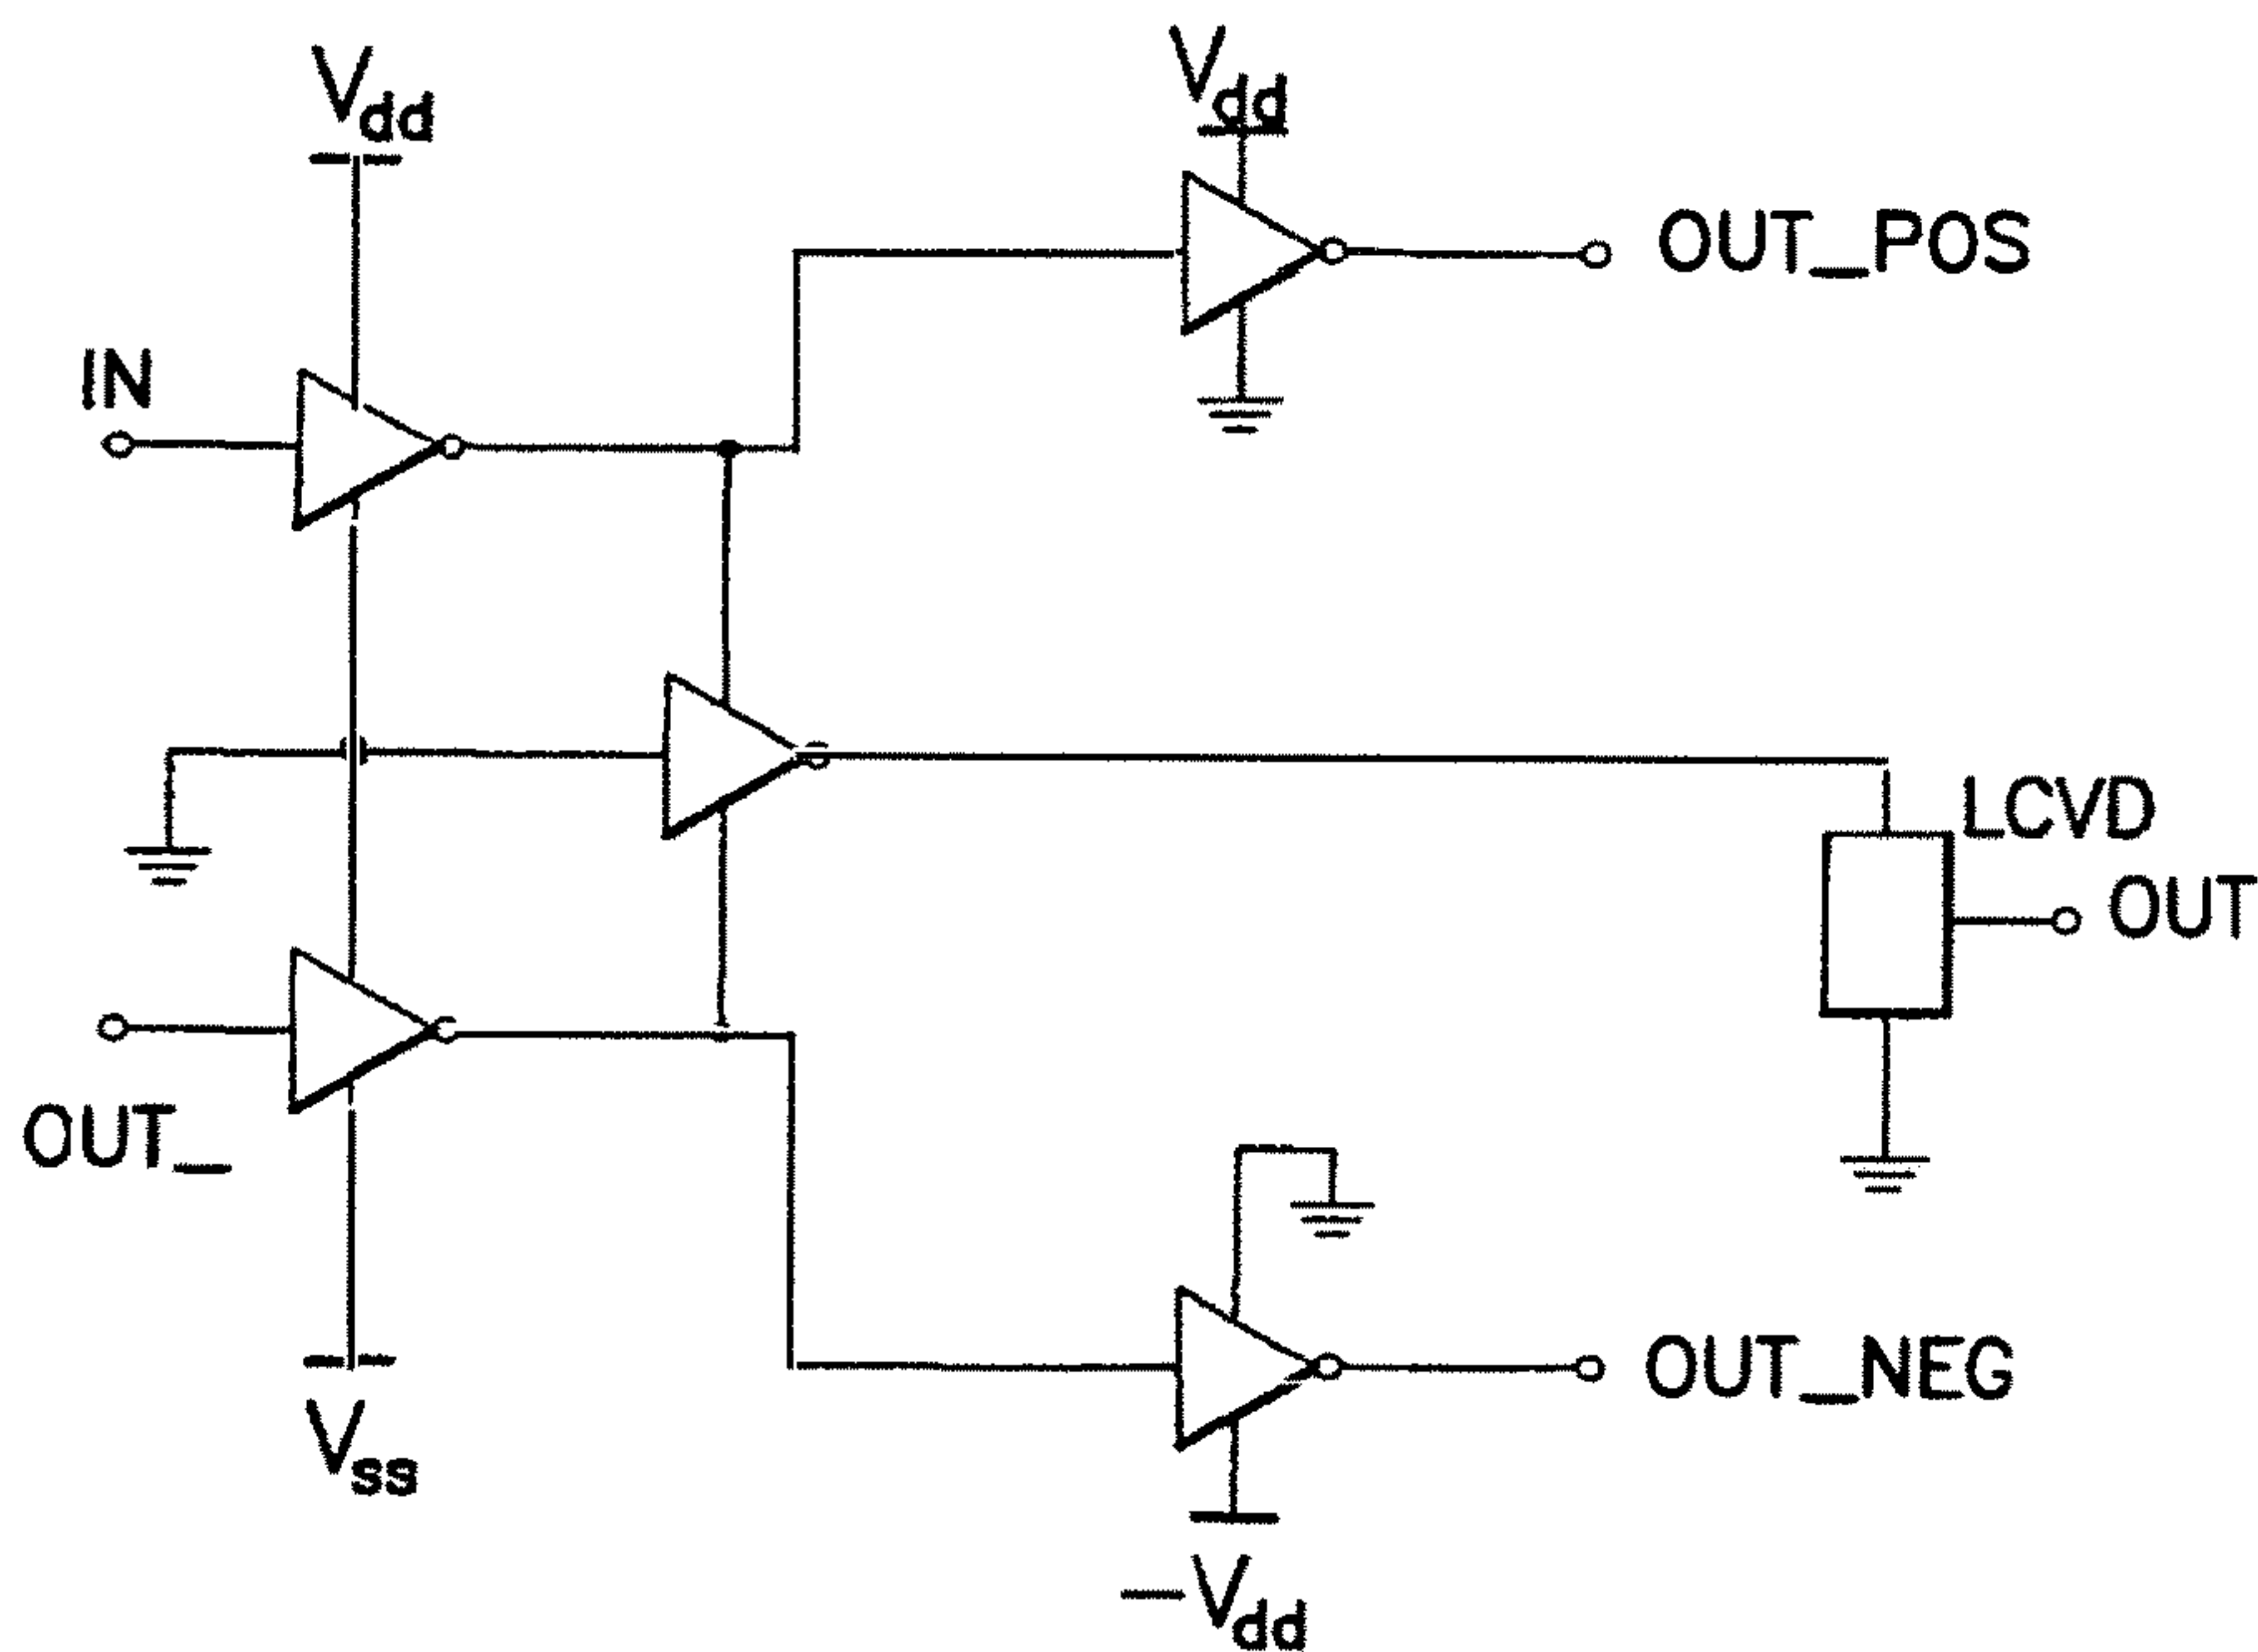 Vdd
Vdd
OUT_POS
IN
LCVD
OUT
OUT_
OUT_NEG
Vss
−Vdd